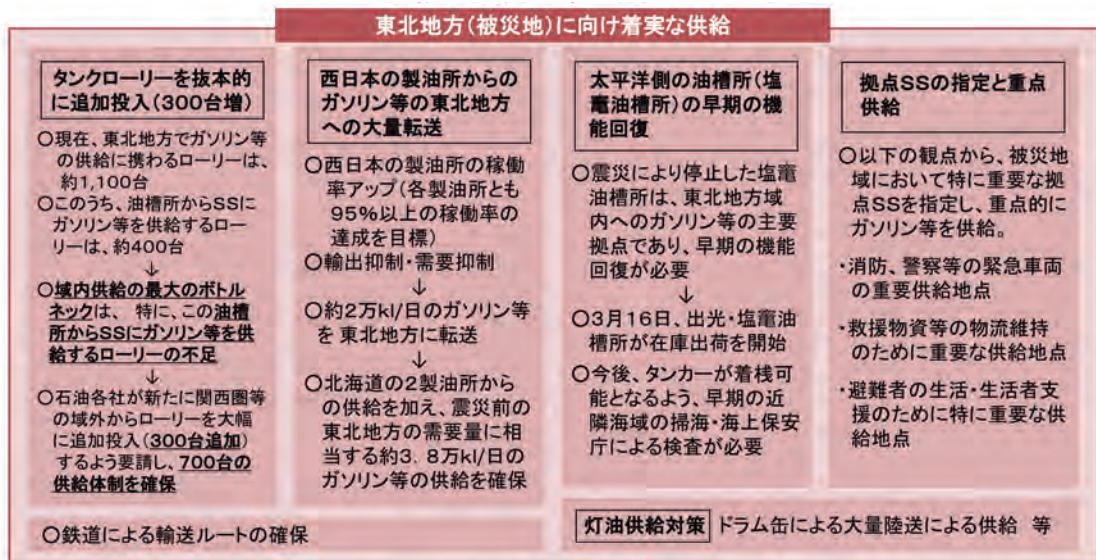 東北地方(被災地)に向け着実な供給
タンクローリーを抜本的
に追加投入(300台増)
○現在、東北地方でガソリン等
の供給に携わるローリーは、
約1,100台
○このうち、油槽所からSSに
ガソリン等を供給するロー
リーは、約400台
↓
○域内供給の最大のボトル
ネックは、 特に、この油槽
所からSSにガソリン等を供
給するローリーの不足
↓
○石油各社が新たに関西圏等
の域外からローリーを大幅
に追加投入(300台追加)
するよう要請し、700台の
供給体制を確保
西日本の製油所からの
ガソリン等の東北地方
への大量転送
○西日本の製油所の稼働
率アップ(各製油所とも
95%以上の稼働率の
達成を目標)
○輸出抑制・需要抑制
↓
○約2万kl/日のガソリン等
を 東北地方に転送
↓
○北海道の2製油所から
の供給を加え、震災前の
東北地方の需要量に相
当する約3. 8万kl/日の
ガソリン等の供給を確保
○鉄道による輸送ルートの確保
太平洋側の油槽所(塩
竈油槽所)の早期の機
能回復
○震災により停止した塩竈
油槽所は、東北地方域
内へのガソリン等の主要
拠点であり、早期の機能
回復が必要
↓
○3月16日、出光・塩竈油
槽所が在庫出荷を開始
○今後、タンカーが着桟可
能となるよう、早期の近
隣海域の掃海・海上保安
庁による検査が必要
拠点SSの指定と重点
供給
○以下の観点から、被災地
域において特に重要な拠
点SSを指定し、重点的に
ガソリン等を供給。
・消防、警察等の緊急車両
の重要供給地点
・救援物資等の物流維持
のために重要な供給地点
・避難者の生活・生活者支
援のために特に重要な供
給地点
灯油供給対策 ドラム缶による大量陸送による供給 等